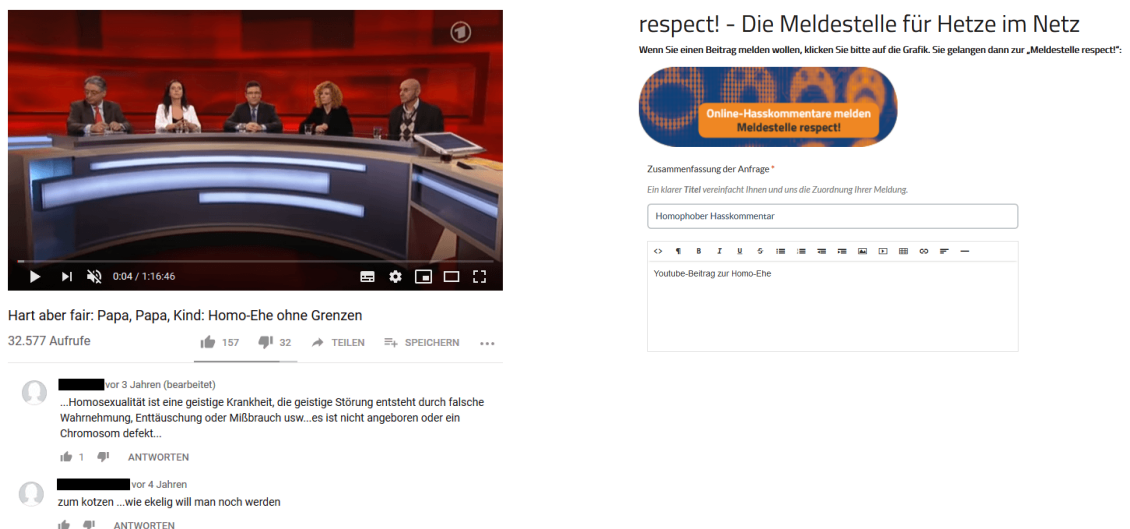 0:04 / 1:16:46
Hart aber fair: Papa, Papa, Kind: Homo-Ehe ohne Grenzen
32.577 Aufrufe
157
32
TEILEN
SPEICHERN
vor 3 Jahren (bearbeitet)
...Homosexualität ist eine geistige Krankheit, die geistige Störung entsteht durch falsche
Wahrnehmung, Enttäuschung oder Mißbrauch usw...es ist nicht angeboren oder ein
Chromosom defekt...
1
ANTWORTEN
vor 4 Jahren
zum kotzen ...wie ekelig will man noch werden
ANTWORTEN
respect! - Die Meldestelle für Hetze im Netz
Wenn Sie einen Beitrag melden wollen, klicken Sie bitte auf die Grafik. Sie gelangen dann zur „Meldestelle respect!":
Online-Hasskommentare melden
Meldestelle respect!
Zusammenfassung der Anfrage *
Ein klarer Titel vereinfacht Ihnen und uns die Zuordnung Ihrer Meldung.
Homophober Hasskommentar
<> ¶ B I U S
Youtube-Beitrag zur Homo-Ehe